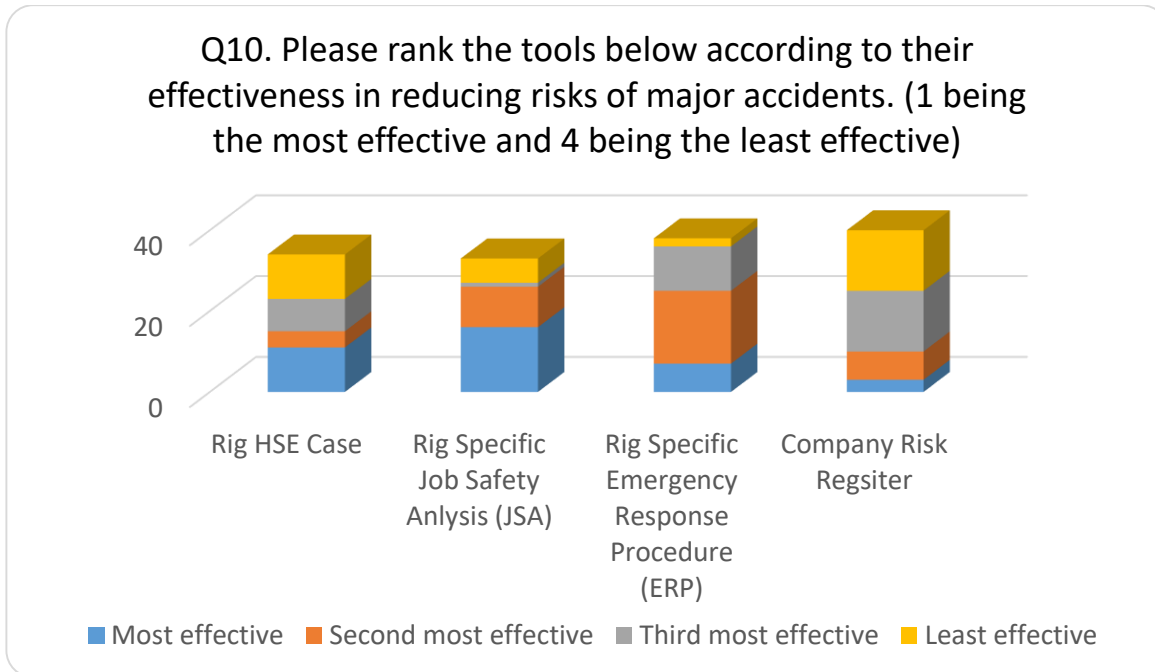 Q10. Please rank the tools below according to their
effectiveness in reducing risks of major accidents. (1 being
the most effective and 4 being the least effective)
40
20
0
Rig HSE Case
Rig Specific
Job Safety
Anlysis (JSA)
Rig Specific
Emergency
Response
Procedure
(ERP)
Company Risk
Regsiter
Most effective
Second most effective
Third most effective
Least effective